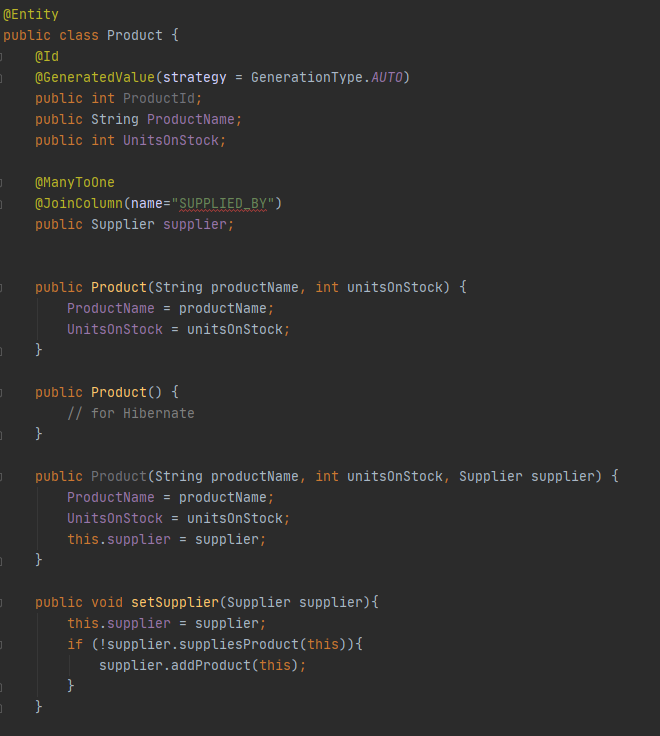 @Entity
public class Product {
@Id
@GeneratedValue(strategy = GenerationType.AUTO)
public int ProductId;
public String ProductName;
public int UnitsOnStock;
@ManyToOne
@JoinColumn(name="SUPPLIED_BY")
public Supplier supplier;
public Product(String productName, int unitsOnStock) {
ProductName = productName;
UnitsOnStock = unitsOnStock;
}
public Product() {
// for Hibernate
}
public Product(String productName, int unitsOnStock, Supplier supplier) {
ProductName = productName;
UnitsOnStock = unitsOnStock;
this.supplier = supplier;
}
public void setSupplier(Supplier supplier){
this.supplier = supplier;
if (!supplier.suppliesProduct(this)){
supplier.addProduct(this);
}
}